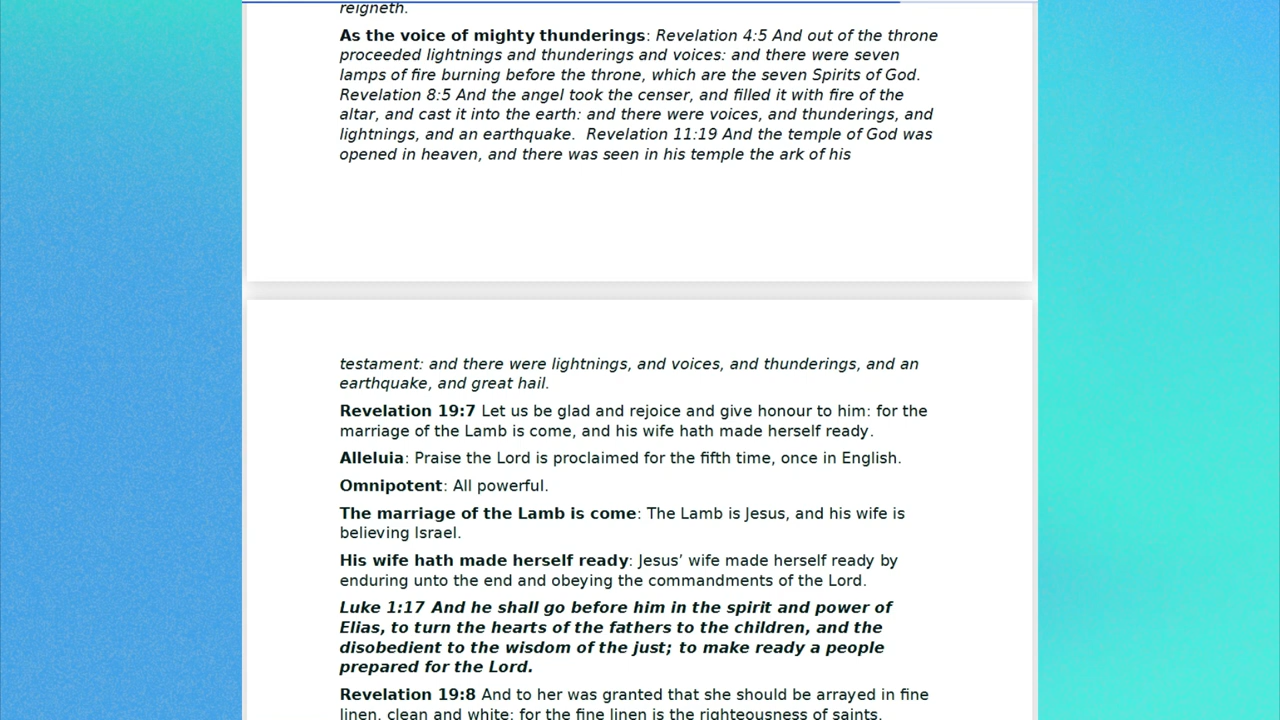 reigneth.
As the voice of mighty thunderings: Revelation 4:5 And out of the throne
proceeded lightnings and thunderings and voices: and there were seven
lamps of fire burning before the throne, which are the seven Spirits of God.
Revelation 8:5 And the angel took the censer, and filled it with fire of the
altar, and cast it into the earth: and there were voices, and thunderings, and
lightnings, and an earthquake.  Revelation 11:19 And the temple of God was
opened in heaven, and there was seen in his temple the ark of his
testament: and there were lightnings, and voices, and thunderings, and an
earthquake, and great hail.
Revelation 19:7 Let us be glad and rejoice and give honour to him: for the
marriage of the Lamb is come, and his wife hath made herself ready.
Alleluia: Praise the Lord is proclaimed for the fifth time, once in English.
Omnipotent: All powerful.
The marriage of the Lamb is come: The Lamb is Jesus, and his wife is
believing Israel.
His wife hath made herself ready: Jesus’ wife made herself ready by
enduring unto the end and obeying the commandments of the Lord.
Luke 1:17 And he shall go before him in the spirit and power of
Elias, to turn the hearts of the fathers to the children, and the
disobedient to the wisdom of the just; to make ready a people
prepared for the Lord.
Revelation 19:8 And to her was granted that she should be arrayed in fine
linen, clean and white: for the fine linen is the righteousness of saints.